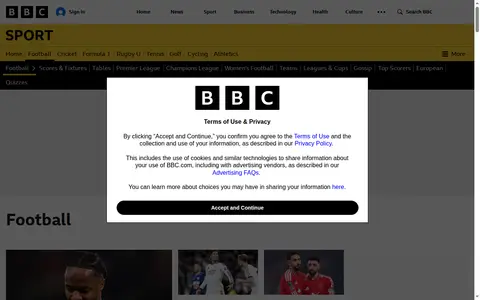 BBC
Sign In
Home
News
Sport
Business
Technology
Health
Culture
Search BBC
SPORT
Home
Football
Cricket
Formula 1
Rugby U
Tennis
Golf
Cycling
Athletics
More
Football
Scores & Fixtures
Tables
Premier League
Champions League
Women's Football
Teams
Leagues & Cups
Gossip
Top Scorers
European
Quizzes
BBC
Terms of Use & Privacy
By clicking "Accept and Continue," you confirm you agree to the Terms of Use and the
collection and use of your information, as described in our Privacy Policy.
This includes the use of cookies and similar technologies to share information about
your use of BBC.com, including with advertising vendors, as described in our
Advertising FAQs.
You can learn more about choices you may have in sharing your information here.
Accept and Continue
Football